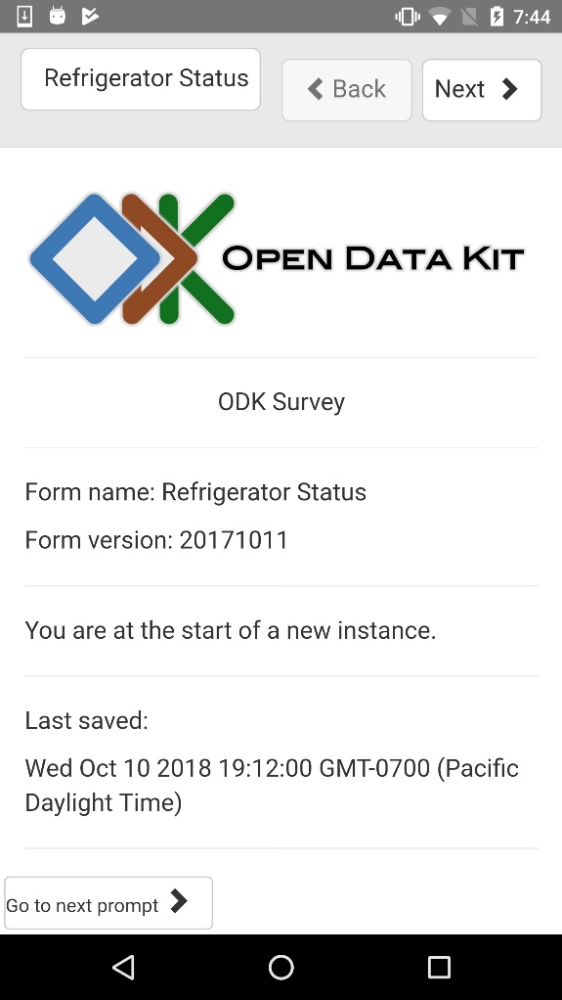 7:44
Refrigerator Status
Back
Next
OPEN DATA KIT
ODK Survey
Form name: Refrigerator Status
Form version: 20171011
You are at the start of a new instance.
Last saved:
Wed Oct 10 2018 19:12:00 GMT-0700 (Pacific
Daylight Time)
Go to next prompt